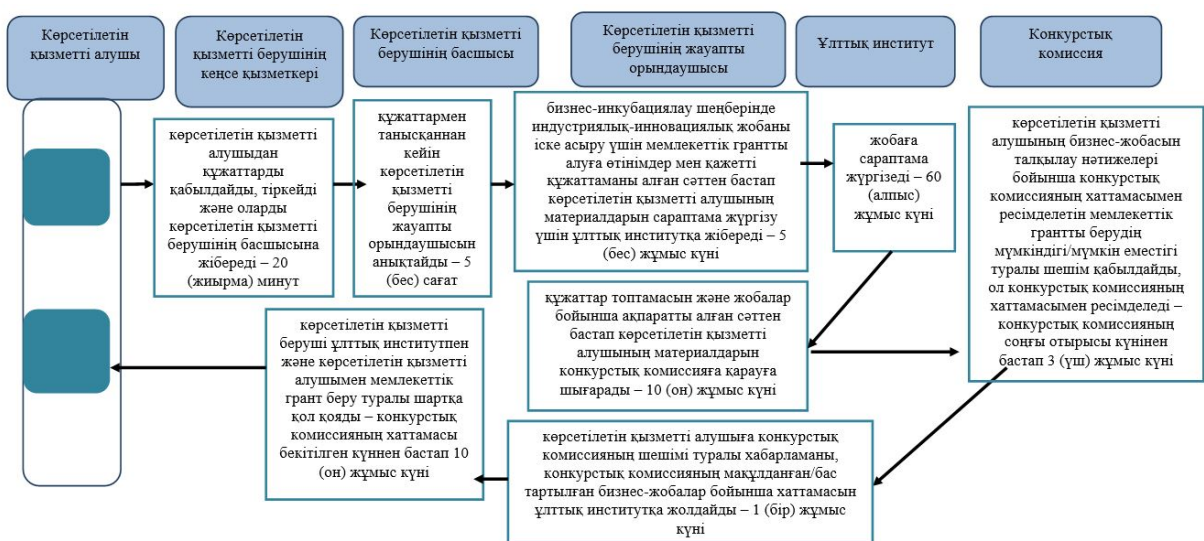 Көрсетілетін
қызметті алушы
Көрсетілетін
қызметті берушінің
кеңсе қызметкері
Көрсетілетін қызметті
берушінің басшысы
Көрсетілетін қызметті
берушінің жауапты
орындаушысы
Ұлттық институт
Конкурстық
комиссия
көрсетілетін қызметті
алушыдан
құжаттарды
қабылдайды, тіркейді
және оларды
көрсетілетін қызметті
берушінің басшысына
жібереді – 20
(жиырма) минут
құжаттармен
танысқаннан
кейін
көрсетілетін
қызметті
берушінің
жауапты
орындаушысын
анықтайды – 5
(бес) сағат
бизнес-инкубациялау шеңберінде
индустриялық-инновациялық жобаны
іске асыру үшін мемлекеттік грантты
алуға өтінімдер мен қажетті
құжаттаманы алған сәттен бастап
көрсетілетін қызметті алушының
материалдарын сараптама жүргізу
үшін ұлттық институтқа жібереді – 5
(бес) жұмыс күні
жобаға
сараптама
жүргізеді – 60
(алпыс)
жұмыс күні
көрсетілетін қызметті
алушының бизнес-жобасын
талқылау нәтижелері
бойынша конкурстық
комиссияның хаттамасымен
ресімделетін мемлекеттік
грантты берудің
мүмкіндігі/мүмкін еместігі
туралы шешім қабылдайды,
ол конкурстық комиссияның
хаттамасымен ресімделеді –
конкурстық комиссияның
соңғы отырысы күнінен
бастап 3 (үш) жұмыс күні
құжаттар топтамасын және жобалар
бойынша ақпаратты алған сәттен
бастап көрсетілетін қызметті
алушының материалдарын
конкурстық комиссияға қарауға
шығарады – 10 (он) жұмыс күні
көрсетілетін қызметті
беруші ұлттық институтпен
және көрсетілетін қызметті
алушымен мемлекеттік
грант беру туралы шартқа
қол қояды – конкурстық
комиссияның хаттамасы
бекітілген күннен бастап 10
(он) жұмыс күні
көрсетілетін қызметті алушыға конкурстық
комиссияның шешімі туралы хабарламаны,
конкурстық комиссияның мақұлданған/бас
тартылған бизнес-жобалар бойынша хаттамасын
ұлттық институтқа жолдайды – 1 (бір) жұмыс
күні